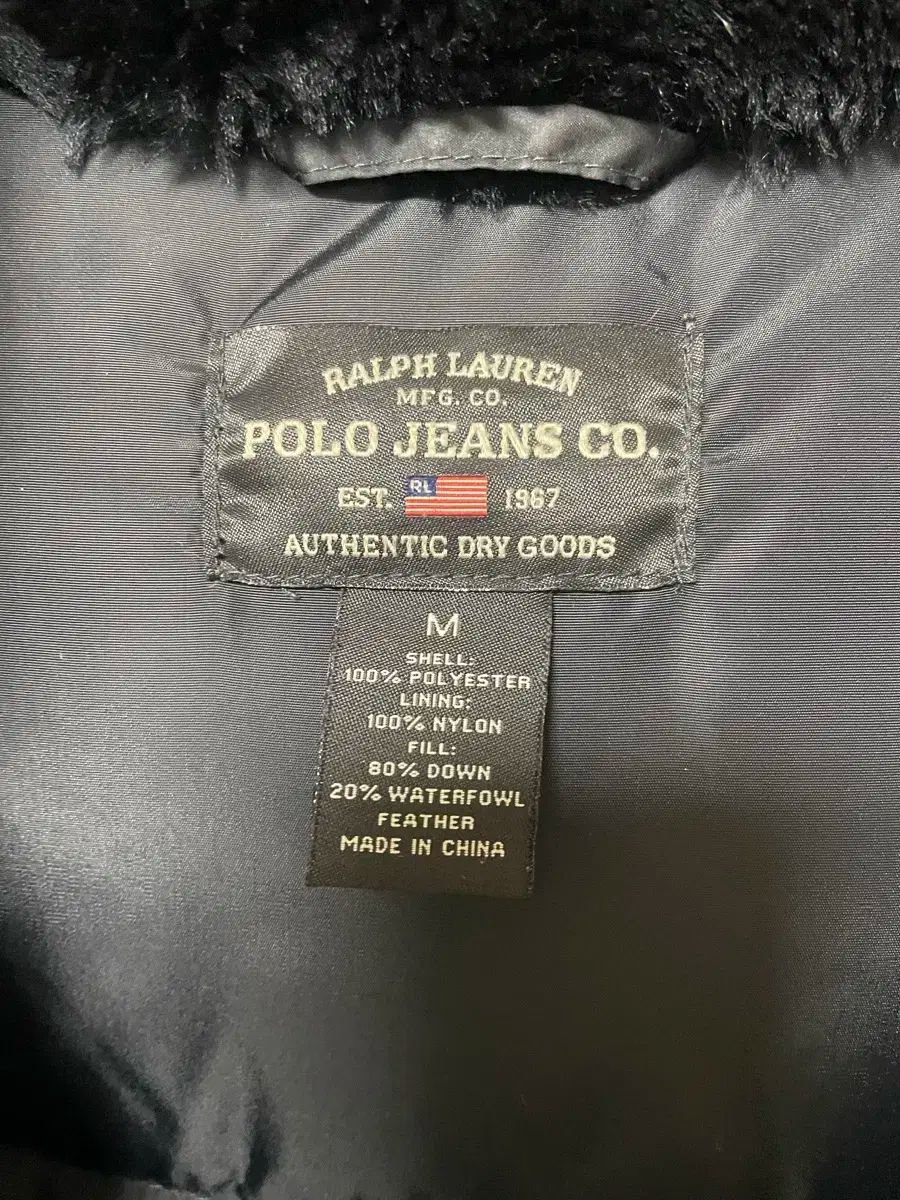 RALPH LAUREN
MFG. CO.
POLO JEANS CO.
EST. RL 1967
AUTHENTIC DRY GOODS
M
SHELL:
100% POLYESTER
LINING:
100% NYLON
FILL:
80% DOWN
20% WATERFOWL
FEATHER
MADE IN CHINA